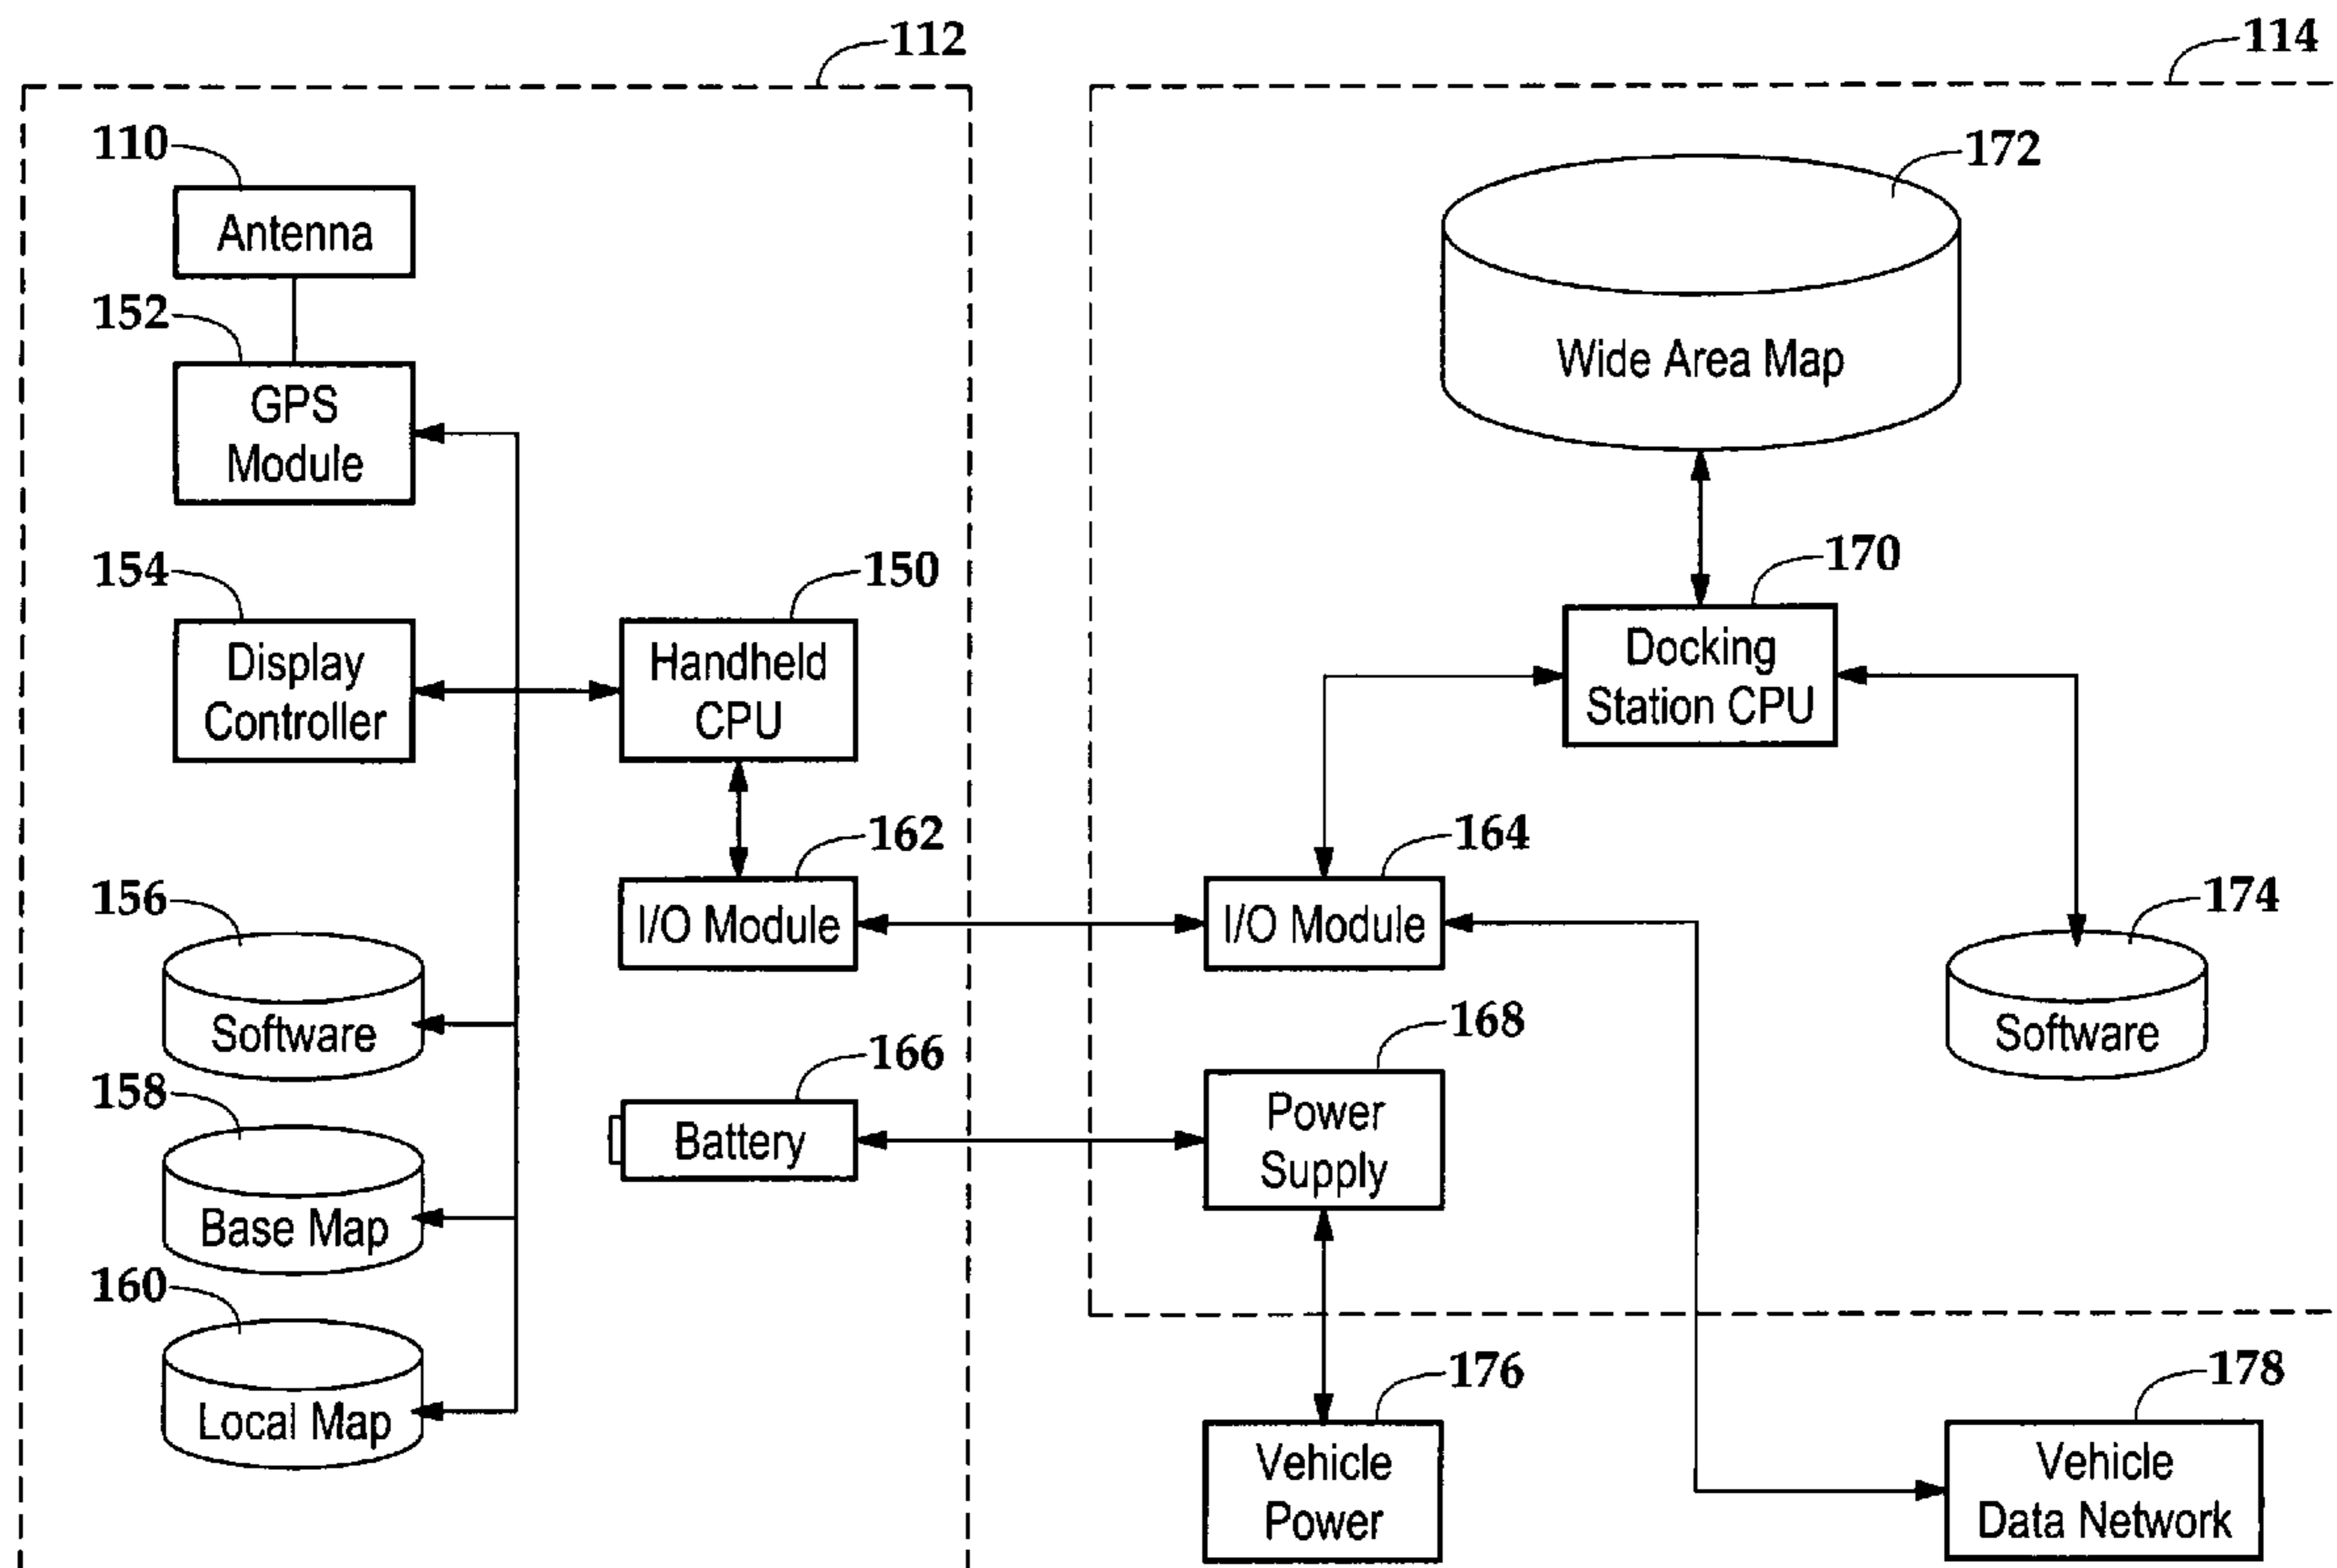 112
110
Antenna
152
GPS
Module
154
Display
Controller
150
Handheld
CPU
162
I/O Module
156
Software
158
Base Map
160
Local Map
166
Battery
114
172
Wide Area Map
170
Docking
Station CPU
164
I/O Module
174
Software
168
Power
Supply
176
Vehicle
Power
178
Vehicle
Data Network